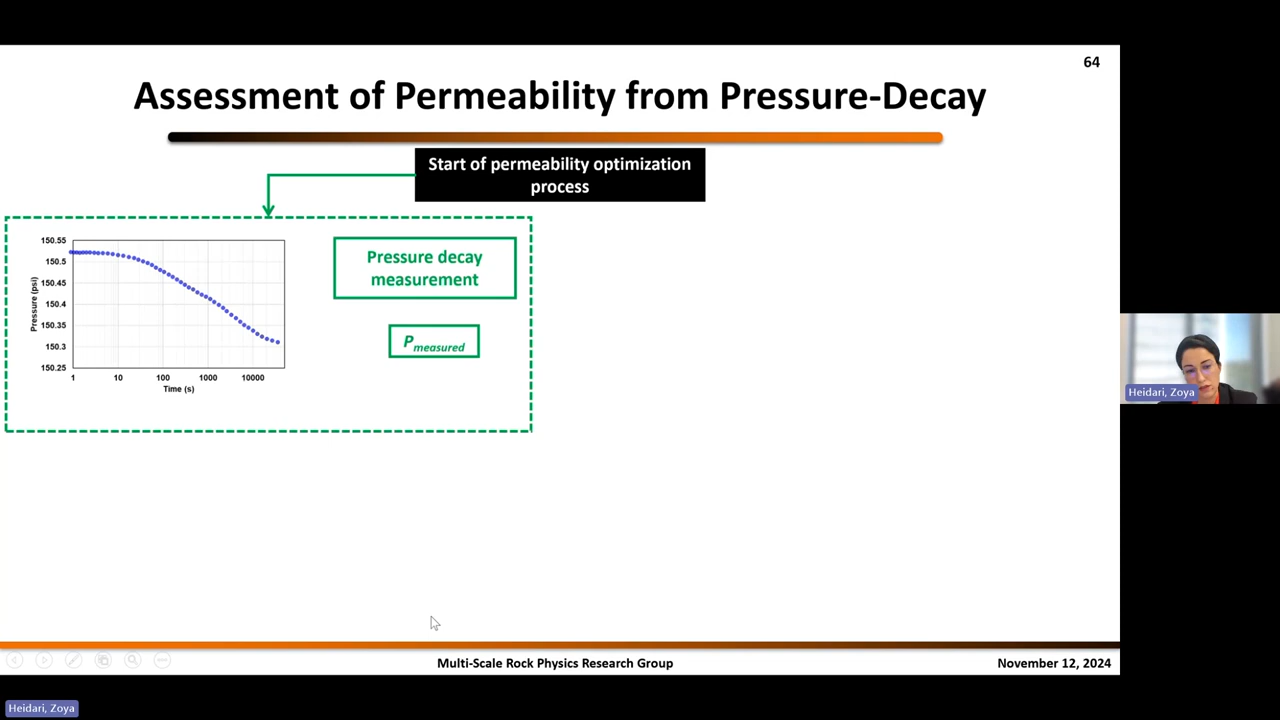 64
Assessment of Permeability from Pressure-Decay
Start of permeability optimization
process
150.55
150.5
150.45
150.4
150.35
150.3
150.25
Pressure (psi)
1 10 100 1000 10000
Time (s)
Pressure decay
measurement
Pmeasured
Heidari, Zoya
Multi-Scale Rock Physics Research Group
November 12, 2024
Heidari, Zoya